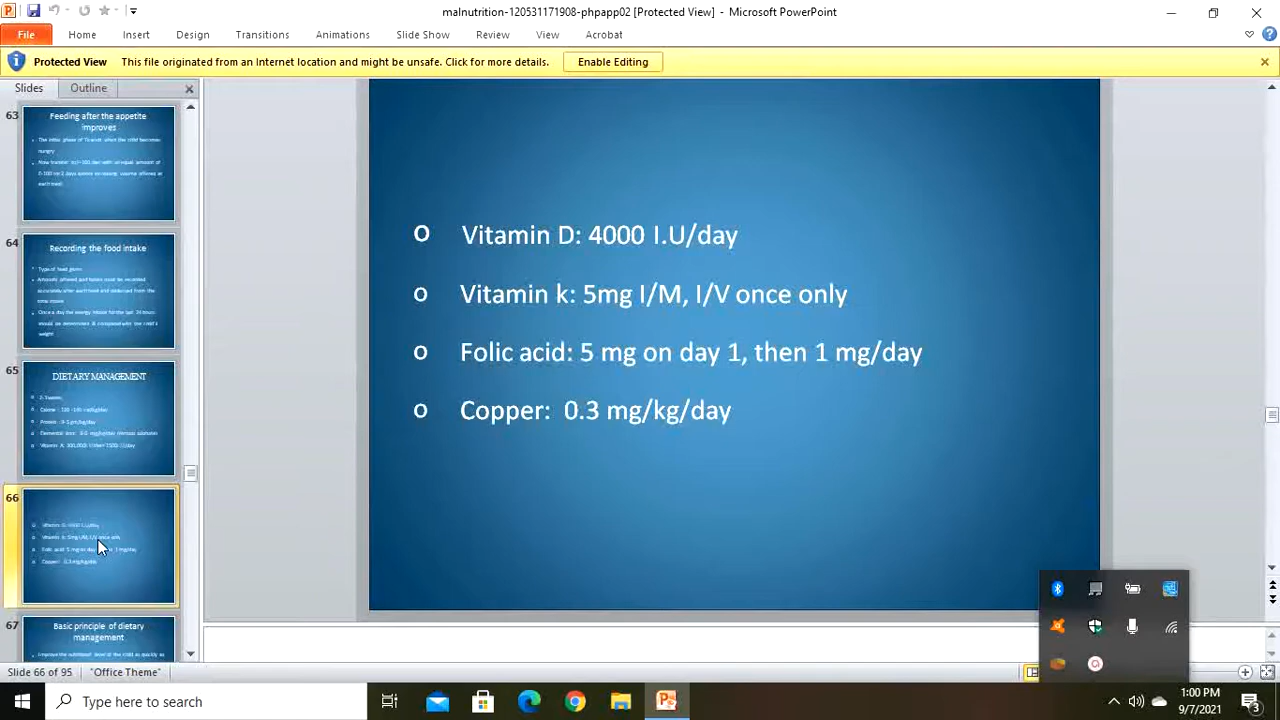 malnutrition-120531171908-phpapp02 [Protected View] - Microsoft PowerPoint
File Home Insert Design Transitions Animations Slide Show Review View Acrobat
Protected View This file originated from an Internet location and might be unsafe. Click for more details. Enable Editing
Slides Outline
63
Feeding after the appetite
improves
64
Recording the food intake
65
DIETARY MANAGEMENT
66
67
Basic principle of dietary
management
o Vitamin D: 4000 I.U/day
o Vitamin k: 5mg I/M, I/V once only
o Folic acid: 5 mg on day 1, then 1 mg/day
o Copper: 0.3 mg/kg/day
Slide 66 of 95 "Office Theme"
Type here to search
1:00 PM
9/7/2021
3